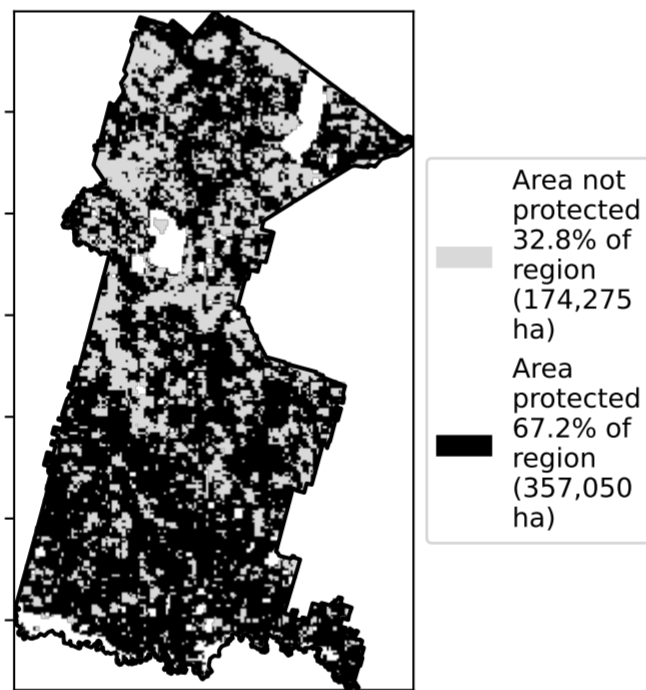 Area not
protected
32.8% of
region
(174,275
ha)
Area
protected
67.2% of
region
(357,050
ha)